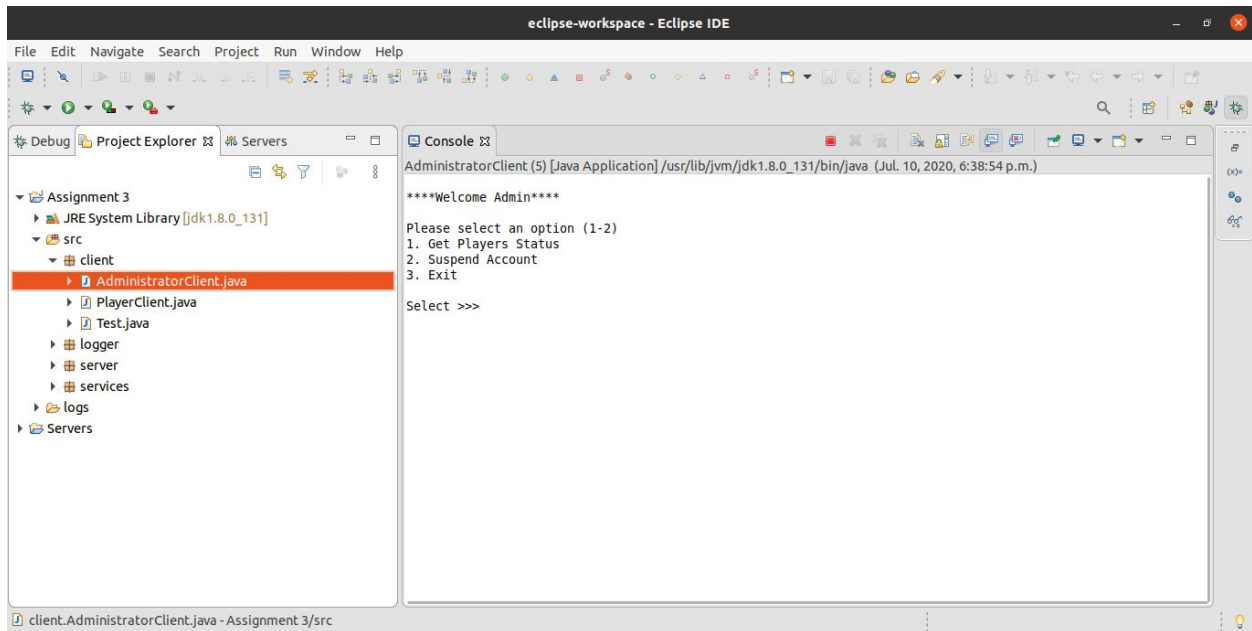 eclipse-workspace - Eclipse IDE
File Edit Navigate Search Project Run Window Help
Debug Project Explorer Servers
Assignment 3
JRE System Library [jdk1.8.0_131]
src
client
AdministratorClient.java
PlayerClient.java
Test.java
logger
server
services
logs
Servers
Console
AdministratorClient (5) [Java Application] /usr/lib/jvm/jdk1.8.0_131/bin/java (Jul. 10, 2020, 6:38:54 p.m.)
****Welcome Admin****
Please select an option (1-2)
1. Get Players Status
2. Suspend Account
3. Exit
Select >>>
client.AdministratorClient.java - Assignment 3/src